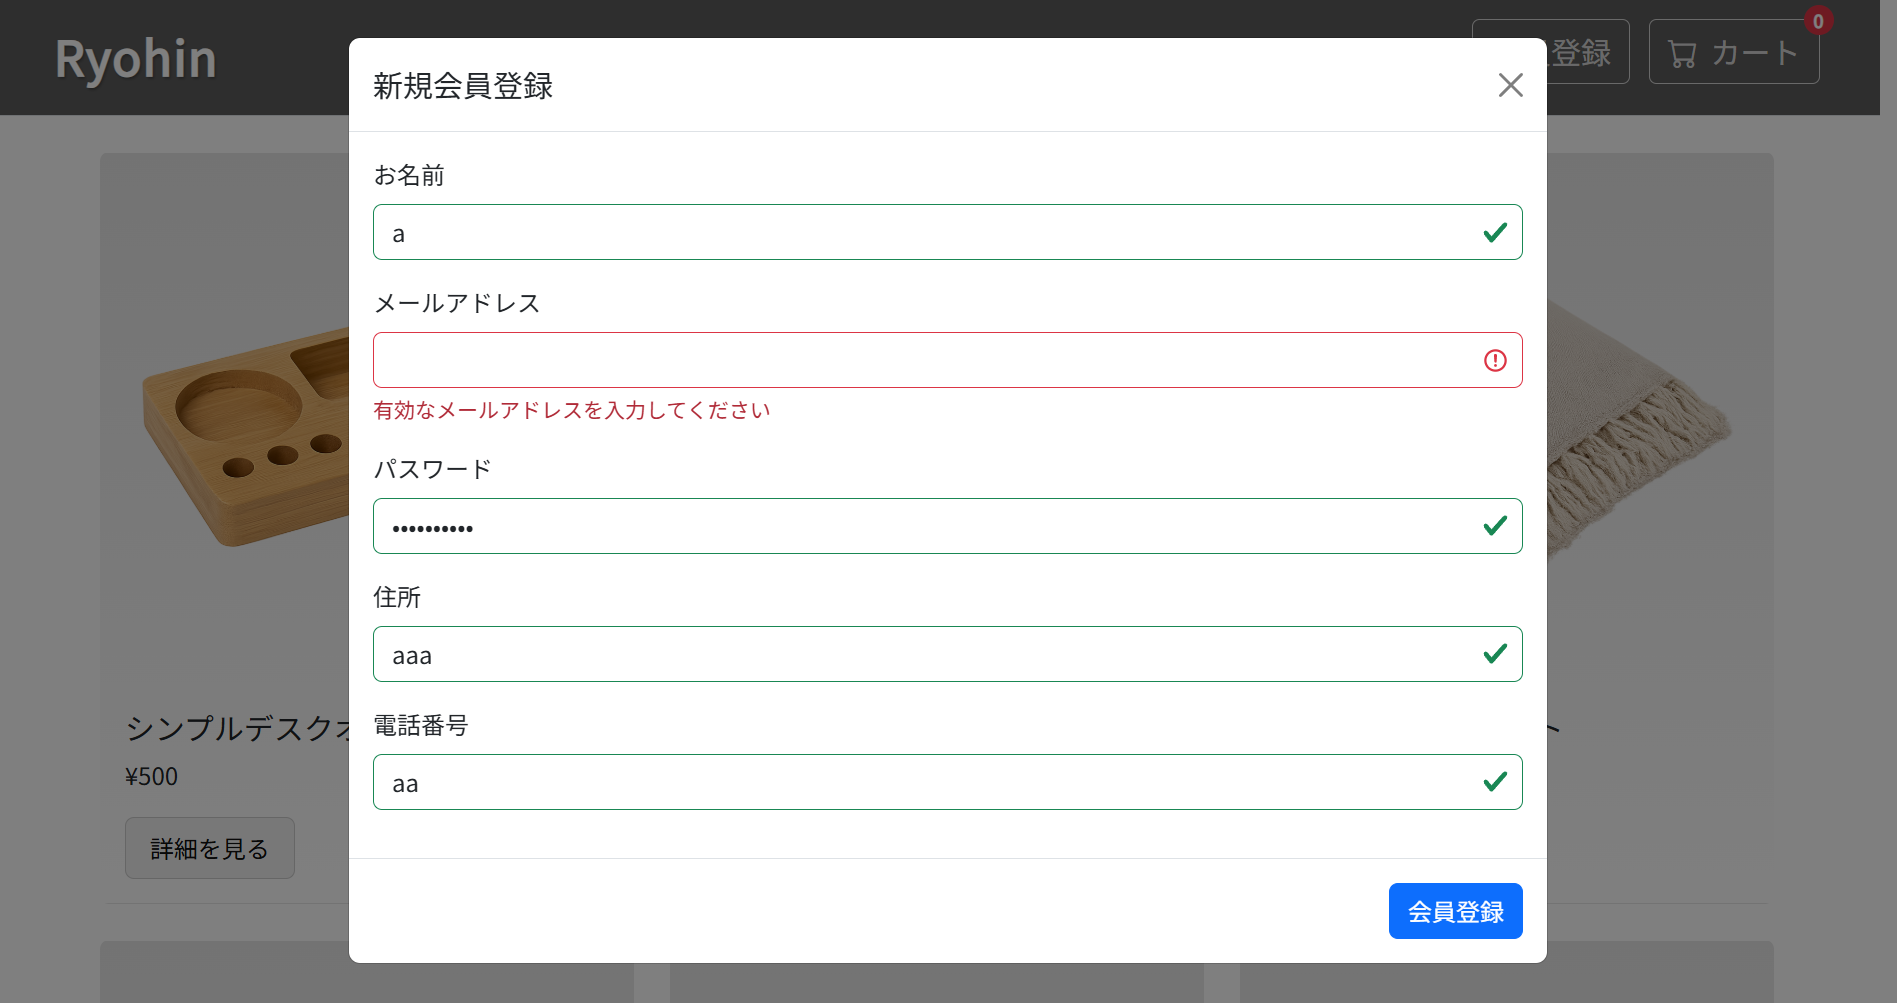 Ryohin
登録
カート
0
新規会員登録
お名前
a
メールアドレス
有効なメールアドレスを入力してください
パスワード
••••••••••
住所
aaa
電話番号
aa
会員登録
シンプルデスク
¥500
詳細を見る
ト